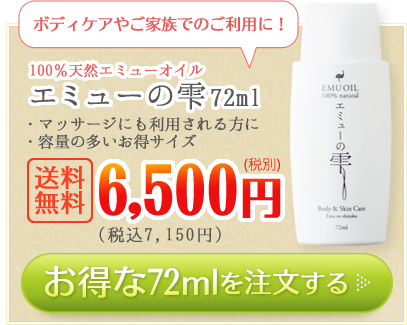 ボディケアやご家族でのご利用に！
100％天然エミューオイル
エミューの雫72ml
・マッサージにも利用される方に
・容量の多いお得サイズ
送料無料
6,500円
(税別)
(税込7,150円)
EMU OIL
100% natural
エミューの雫
Body & Skin Care
Emu no shizuku
72ml
お得な72mlを注文する